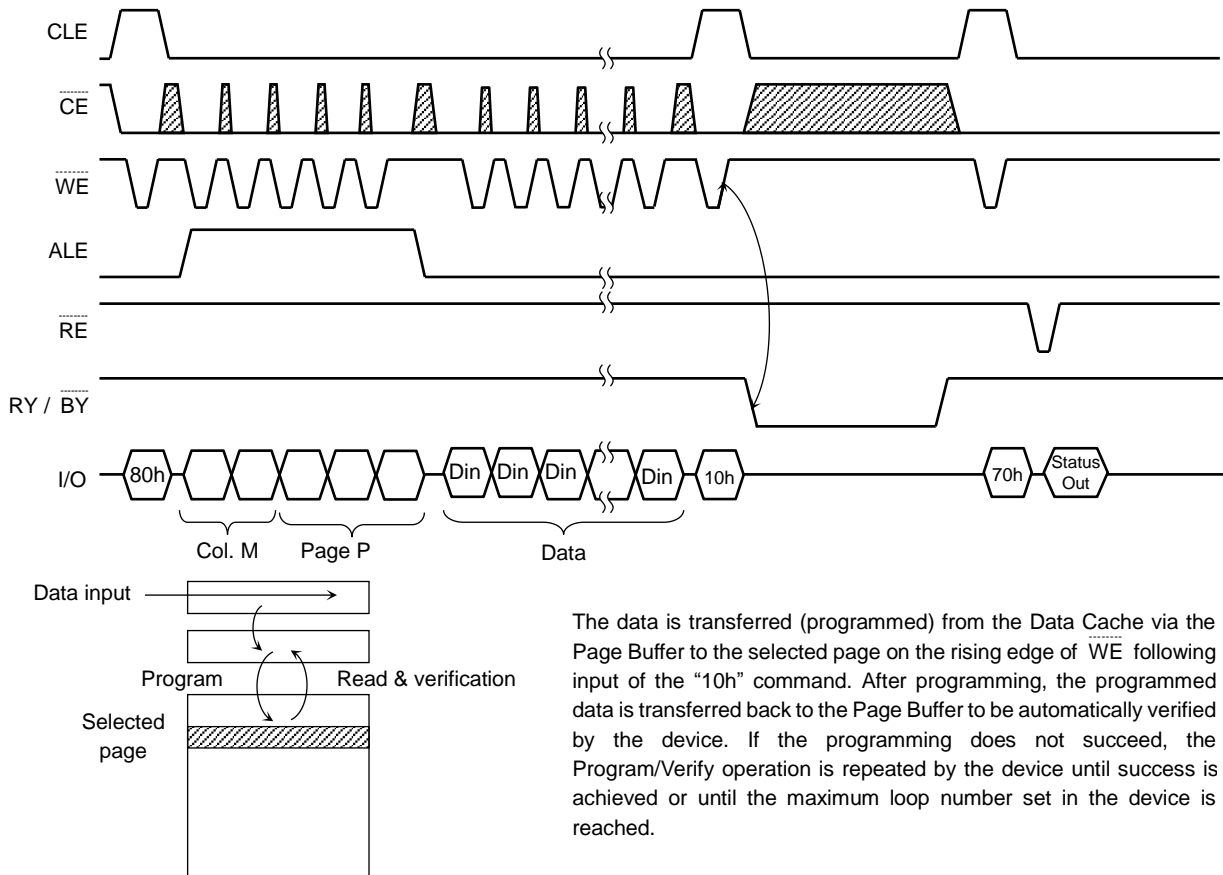 CLE
CE
WE
ALE
RE
RY / BY
I/O
80h
Din
Din
Din
Din
10h
70h
Status
Out
Col. M
Page P
Data
Data input
Program
Read & verification
Selected
page
The data is transferred (programmed) from the Data Cache via the
Page Buffer to the selected page on the rising edge of WE following
input of the “10h” command. After programming, the programmed
data is transferred back to the Page Buffer to be automatically verified
by the device. If the programming does not succeed, the
Program/Verify operation is repeated by the device until success is
achieved or until the maximum loop number set in the device is
reached.